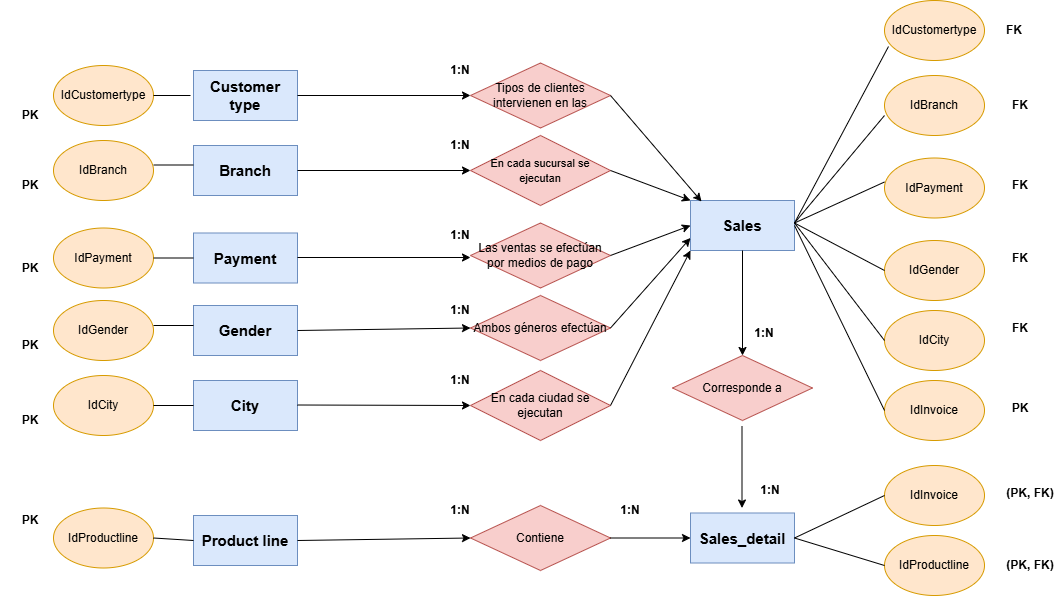 IdCustomertype
FK
1:N
IdCustomertype
Customer
type
Tipos de clientes
intervienen en las
PK
IdBranch
FK
1:N
IdBranch
Branch
En cada sucursal se
ejecutan
PK
IdPayment
FK
Sales
1:N
IdPayment
Payment
Las ventas se efectúan
por medios de pago
PK
IdGender
FK
1:N
IdGender
Gender
Ambos géneros efectúan
PK
1:N
IdCity
FK
1:N
IdCity
City
En cada ciudad se
ejecutan
PK
Corresponde a
IdInvoice
PK
1:N
IdInvoice
(PK, FK)
PK
1:N
1:N
IdProductline
Product line
Contiene
Sales_detail
IdProductline
(PK, FK)